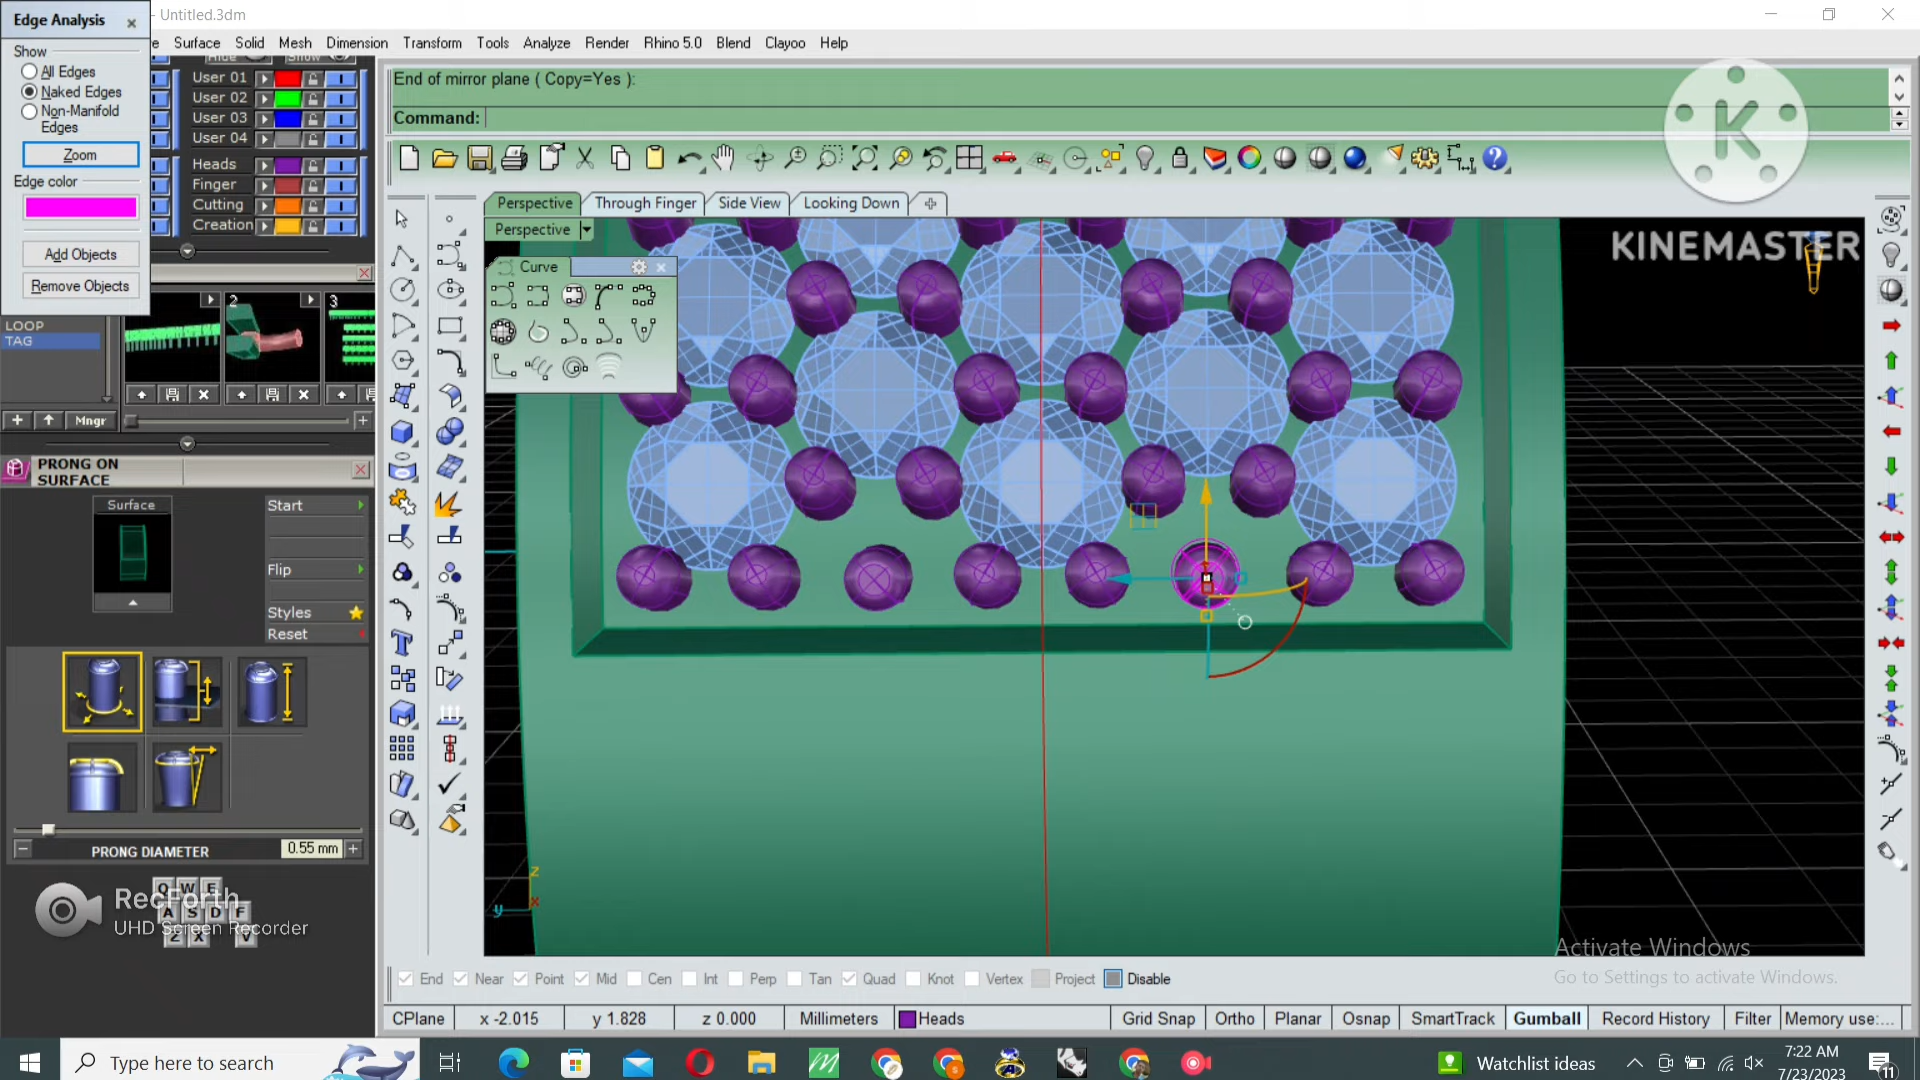 Edge Analysis
- Untitled.3dm
Show
All Edges
Naked Edges
Non-Manifold
Edges
Zoom
Edge color
Add Objects
Remove Objects
Surface Solid Mesh Dimension Transform Tools Analyze Render Rhino 5.0 Blend Clayoo Help
User 01
User 02
User 03
User 04
Heads
Finger
Cutting
Creation
End of mirror plane ( Copy=Yes ):
Command:
K
KINEMASTER
Perspective Through Finger Side View Looking Down
Perspective
Curve
2
3
LOOP
TAG
Mngr
PRONG ON
SURFACE
Surface
Start
Flip
Styles
Reset
PRONG DIAMETER 0.55 mm
Q W E
A S D F
Z X V
RecForth
UHD Screen Recorder
z
x
y
Activate Windows
Go to Settings to activate Windows.
End Near Point Mid Cen Int Perp Tan Quad Knot Vertex Project Disable
CPlane x -2.015 y 1.828 z 0.000 Millimeters Heads Grid Snap Ortho Planar Osnap SmartTrack Gumball Record History Filter Memory use:...
Type here to search
Watchlist ideas
7:22 AM
7/23/2023
11